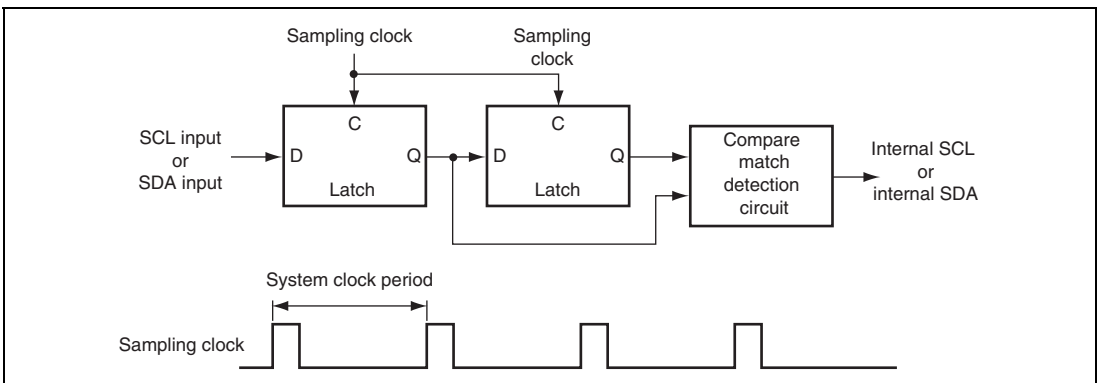 Sampling clock
Sampling
clock
C
C
SCL input
or
SDA input
D
Q
D
Q
Latch
Latch
Compare
match
detection
circuit
Internal SCL
or
internal SDA
System clock period
Sampling clock